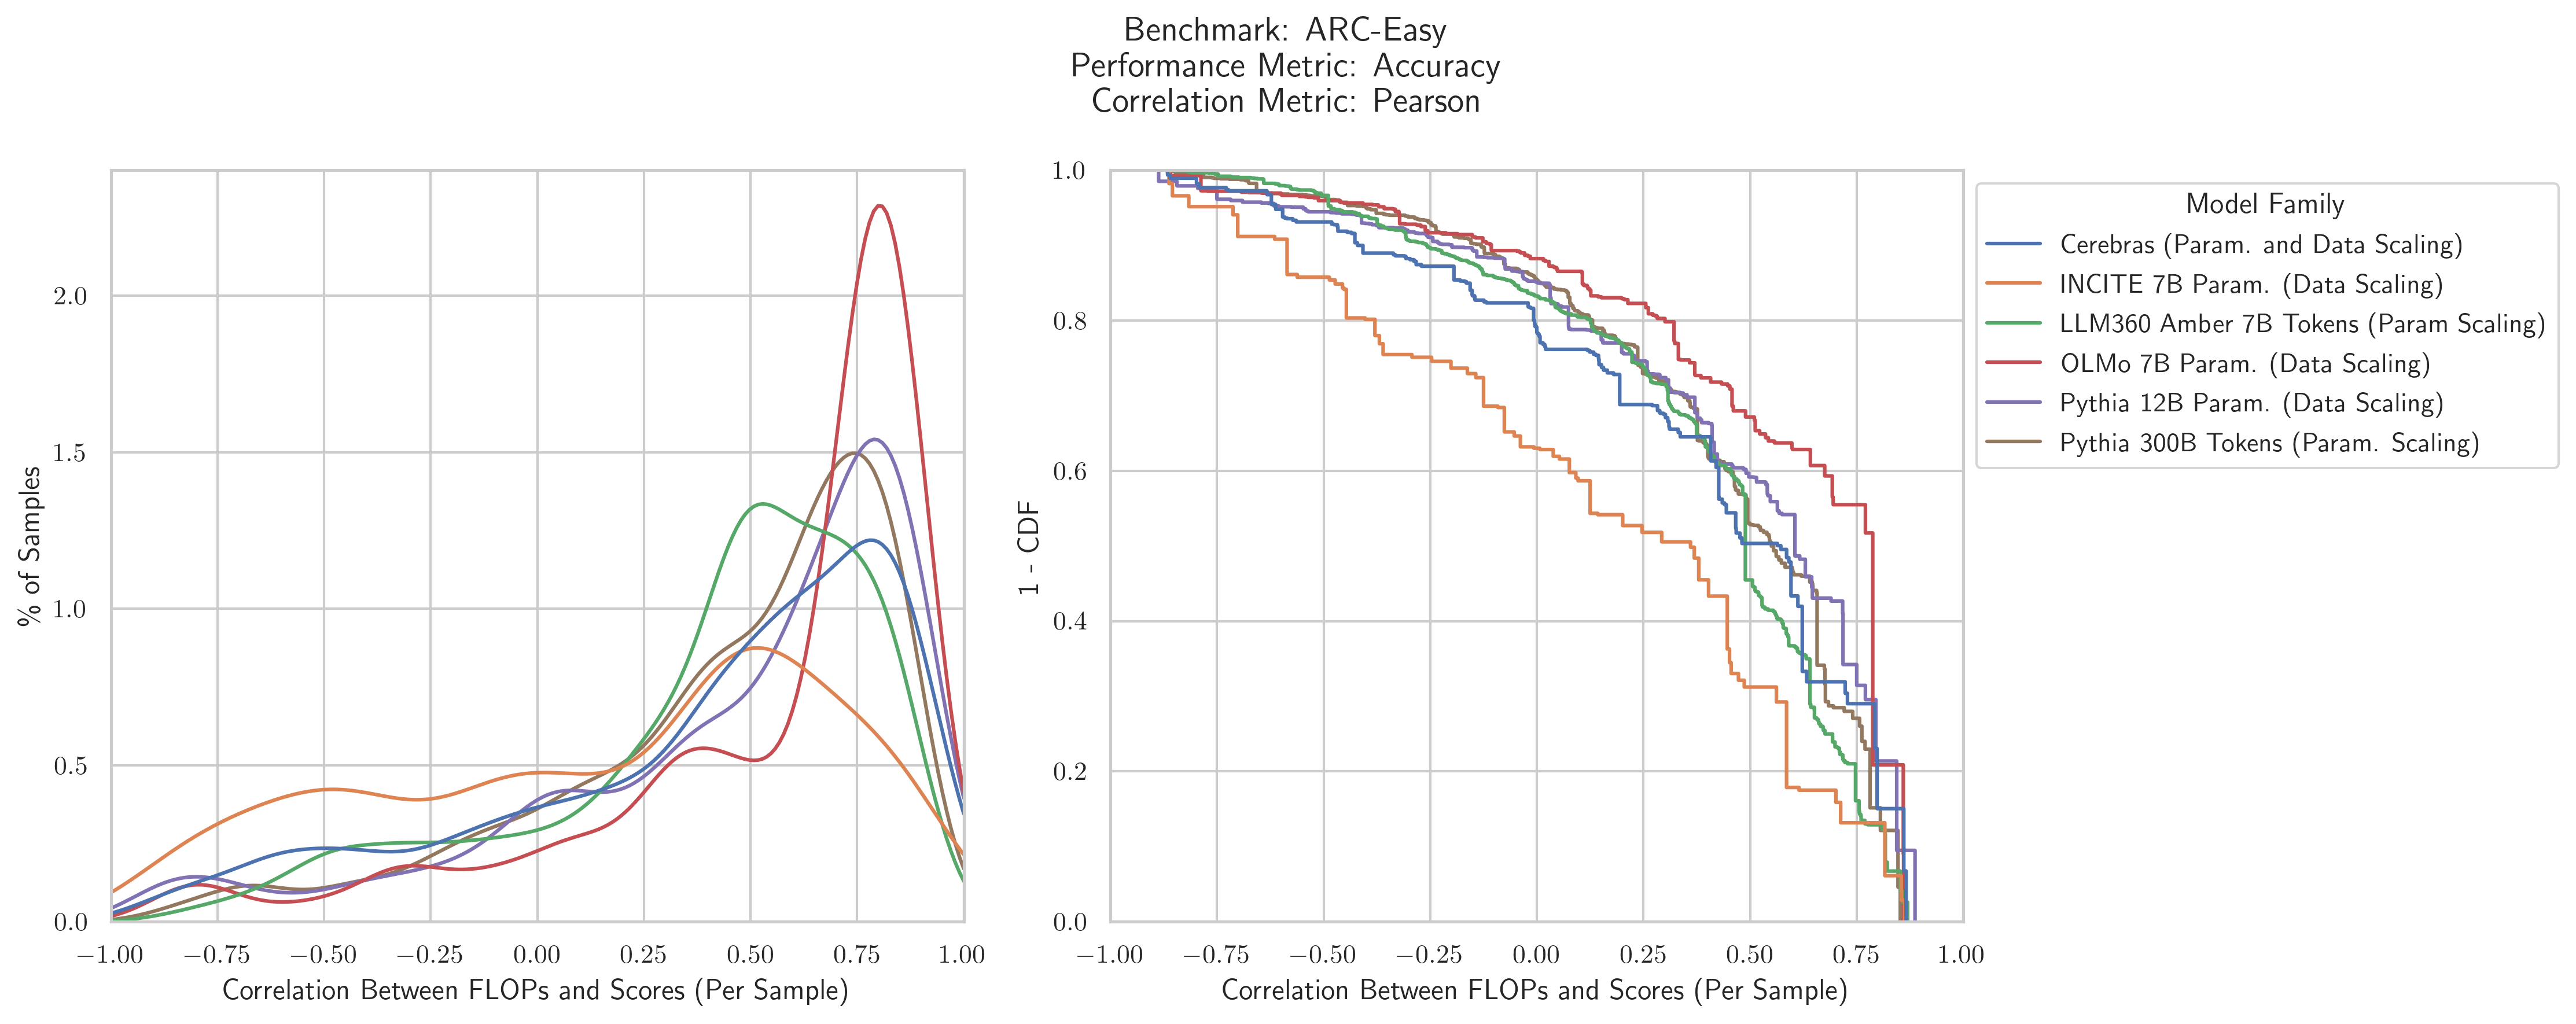 Benchmark: ARC-Easy
Performance Metric: Accuracy
Correlation Metric: Pearson
% of Samples
2.0
1.5
1.0
0.5
0.0
−1.00 −0.75 −0.50 −0.25 0.00 0.25 0.50 0.75 1.00
Correlation Between FLOPs and Scores (Per Sample)
1 - CDF
1.0
0.8
0.6
0.4
0.2
0.0
−1.00 −0.75 −0.50 −0.25 0.00 0.25 0.50 0.75 1.00
Correlation Between FLOPs and Scores (Per Sample)
Model Family
Cerebras (Param. and Data Scaling)
INCITE 7B Param. (Data Scaling)
LLM360 Amber 7B Tokens (Param Scaling)
OLMo 7B Param. (Data Scaling)
Pythia 12B Param. (Data Scaling)
Pythia 300B Tokens (Param. Scaling)